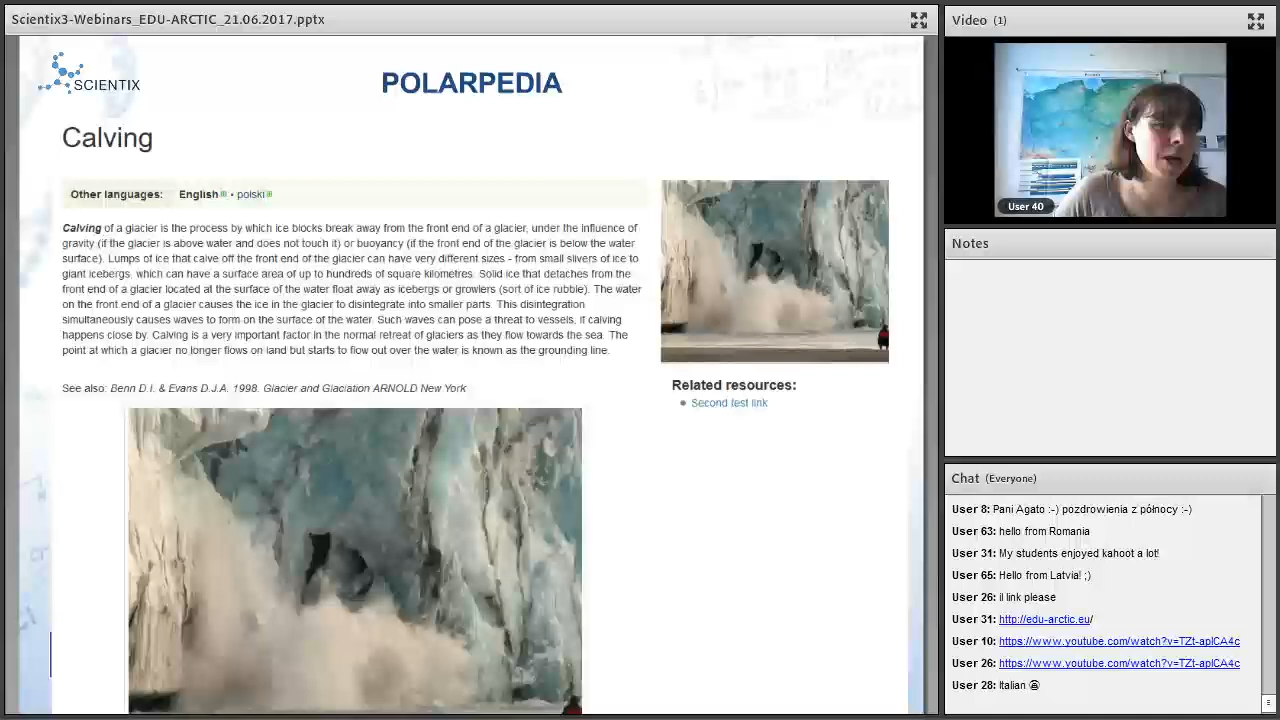 Scientix3-Webinars_EDU-ARCTIC_21.06.2017.pptx
SCIENTIX
POLARPEDIA
Calving
Other languages: English • polski
Calving of a glacier is the process by which ice blocks break away from the front end of a glacier, under the influence of
gravity (if the glacier is above water and does not touch it) or buoyancy (if the front end of the glacier is below the water
surface). Lumps of ice that calve off the front end of the glacier can have very different sizes - from small slivers of ice to
giant icebergs, which can have a surface area of up to hundreds of square kilometres. Solid ice that detaches from the
front end of a glacier located at the surface of the water float away as icebergs or growlers (sort of ice rubble). The water
on the front end of a glacier causes the ice in the glacier to disintegrate into smaller parts. This disintegration
simultaneously causes waves to form on the surface of the water. Such waves can pose a threat to vessels, if calving
happens close by. Calving is a very important factor in the normal retreat of glaciers as they flow towards the sea. The
point at which a glacier no longer flows on land but starts to flow out over the water is known as the grounding line.
See also: Benn D.I. & Evans D.J.A. 1998. Glacier and Glaciation ARNOLD New York
Related resources:
Second test link
Video (1)
User 40
Notes
Chat (Everyone)
User 8: Pani Agato :-) pozdrowienia z północy :-)
User 63: hello from Romania
User 31: My students enjoyed kahoot a lot!
User 65: Hello from Latvia! ;)
User 26: il link please
User 31: http://edu-arctic.eu/
User 10: https://www.youtube.com/watch?v=TZt-aplCA4c
User 26: https://www.youtube.com/watch?v=TZt-aplCA4c
User 28: Italian 😀